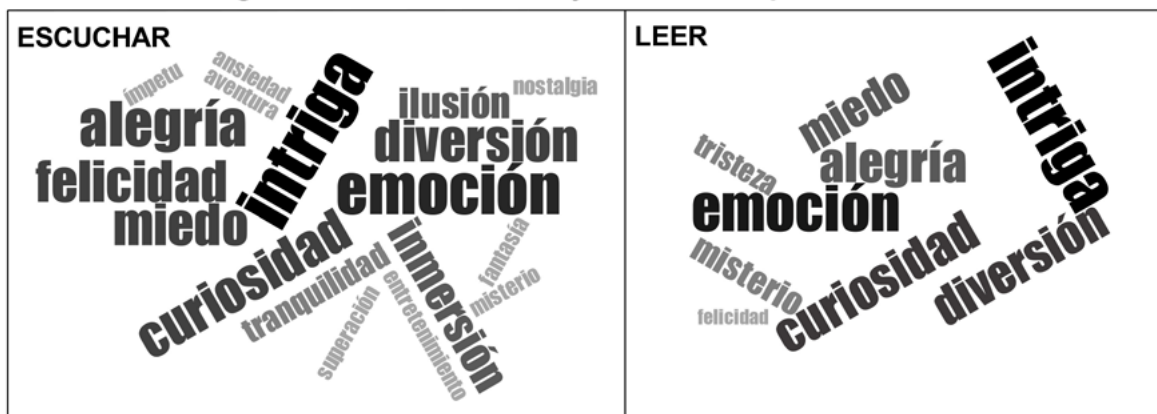 ESCUCHAR
ímpetu
ansiedad
aventura
intriga
alegría
felicidad
miedo
ilusión
nostalgia
diversión
emoción
curiosidad
tranquilidad
inmersión
fantasía
misterio
superación
entretenimiento
LEER
intriga
miedo
tristeza
alegría
emoción
misterio
curiosidad
diversión
felicidad